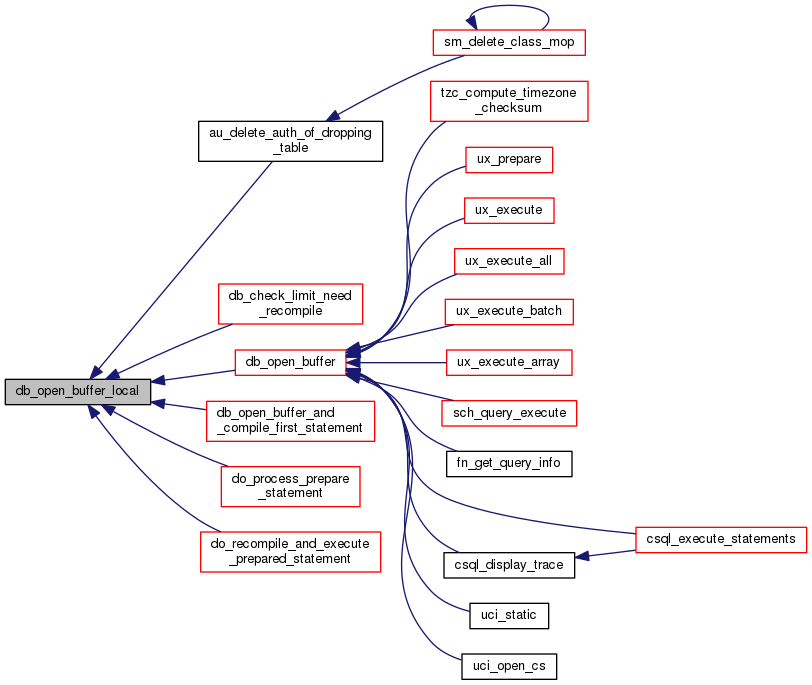 sm_delete_class_mop
tzc_compute_timezone
_checksum
au_delete_auth_of_dropping
_table
ux_prepare
ux_execute
ux_execute_all
db_check_limit_need
_recompile
ux_execute_batch
db_open_buffer
ux_execute_array
db_open_buffer_local
db_open_buffer_and
_compile_first_statement
sch_query_execute
fn_get_query_info
do_process_prepare
_statement
csql_execute_statements
do_recompile_and_execute
_prepared_statement
csql_display_trace
uci_static
uci_open_cs